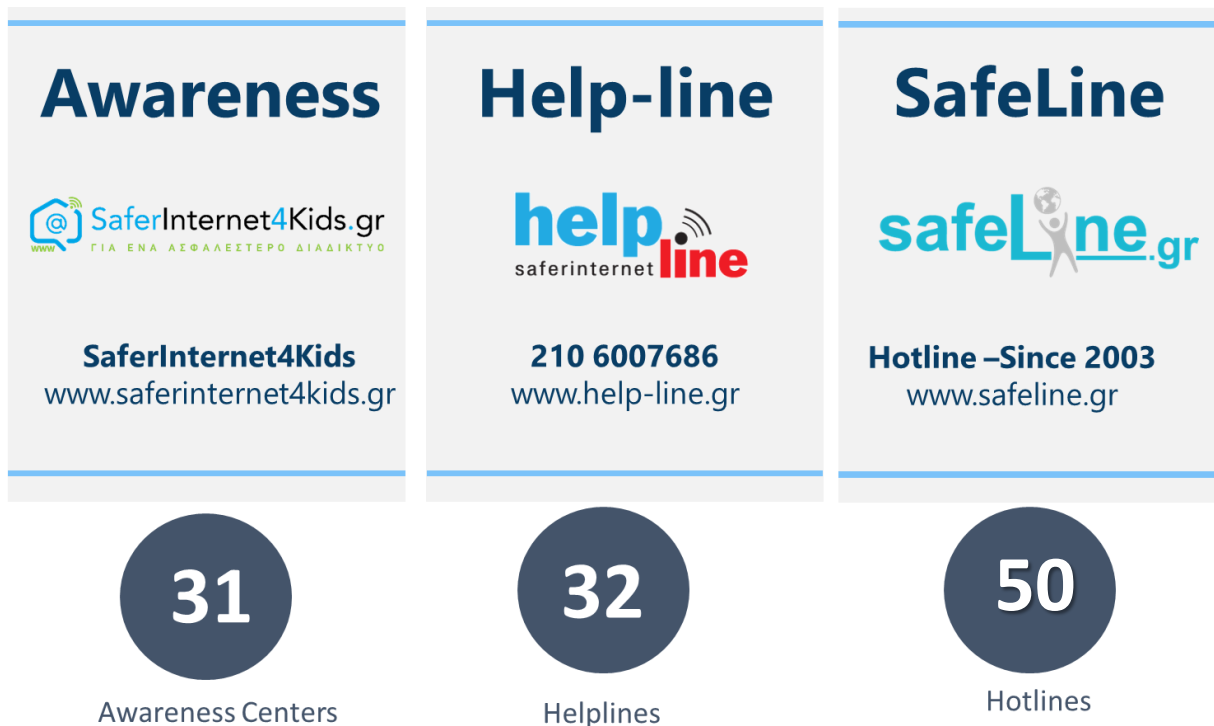 Awareness
@
www
SaferInternet4Kids.gr
ΓΙΑ ΕΝΑ ΑΣΦΑΛΕΣΤΕΡΟ ΔΙΑΔΙΚΤΥΟ
SaferInternet4Kids
www.saferinternet4kids.gr
31
Awareness Centers
Help-line
help
saferinternet line
210 6007686
www.help-line.gr
32
Helplines
SafeLine
safeLine.gr
Hotline –Since 2003
www.safeline.gr
50
Hotlines